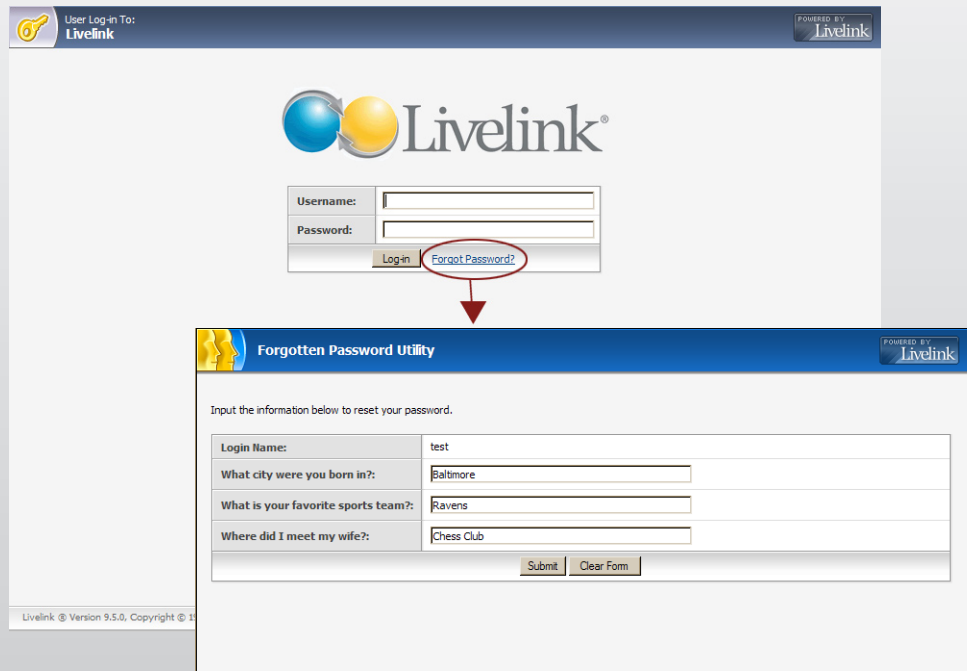 User Log-in To:
Livelink
POWERED BY
Livelink
Livelink®
Username:
Password:
Log-in Forgot Password?
Forgotten Password Utility
POWERED BY
Livelink
Input the information below to reset your password.
Login Name: test
What city were you born in?: Baltimore
What is your favorite sports team?: Ravens
Where did I meet my wife?: Chess Club
Submit Clear Form
Livelink ® Version 9.5.0, Copyright ©